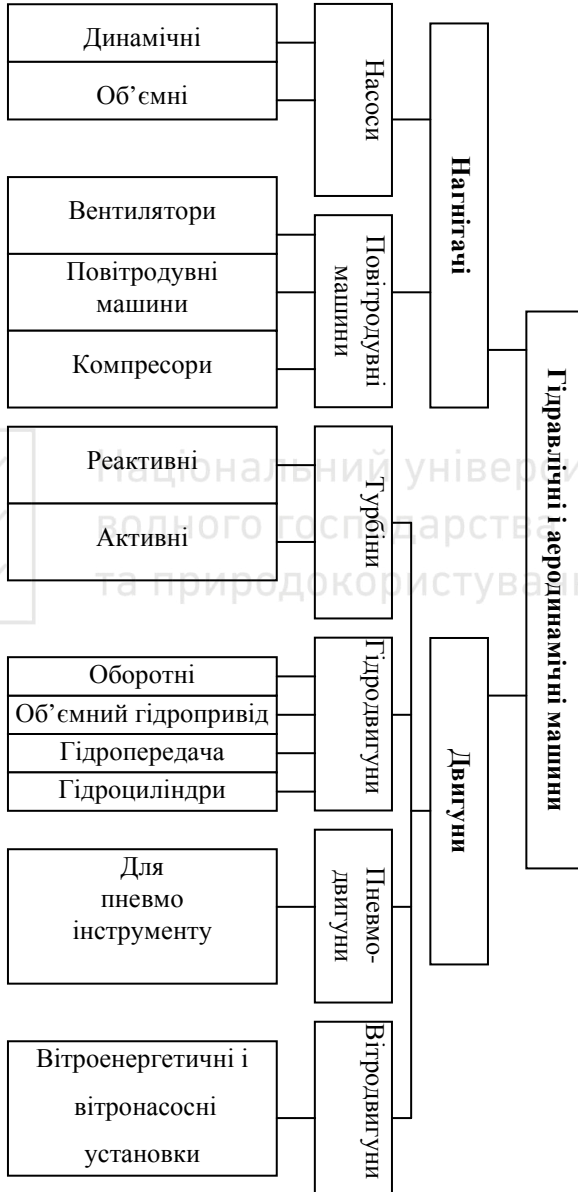 Гідравлічні і аеродинамічні машини
Нагнітачі
Двигуни
Насоси
Повітродувні
машини
Турбіни
Гідродвигуни
Пневмо-
двигуни
Вітродвигуни
Динамічні
Об’ємні
Вентилятори
Повітродувні
машини
Компресори
Реактивні
Активні
Оборотні
Об’ємний гідропривід
Гідропередача
Гідроциліндри
Для
пневмо
інструменту
Вітроенергетичні і
вітронасосні
установки
Національний
водного господарства
та